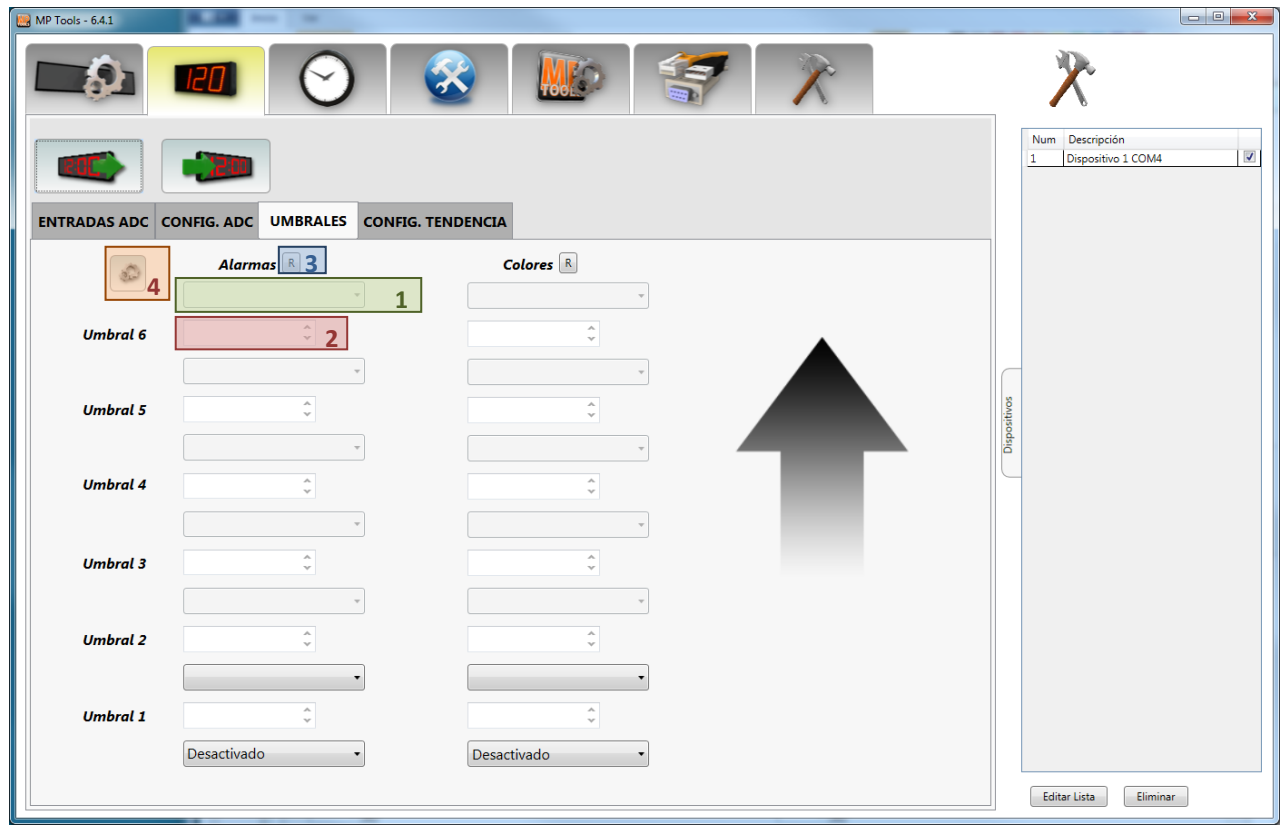 MP Tools - 6.4.1
120
MP
TOOLS
Num Descripción
1 Dispositivo 1 COM4
ENTRADAS ADC CONFIG. ADC UMBRALES CONFIG. TENDENCIA
4 Alarmas R 3 Colores R
1
Umbral 6 2
Umbral 5
Umbral 4
Umbral 3
Umbral 2
Umbral 1
Desactivado Desactivado
Dispositivos
Editar Lista Eliminar